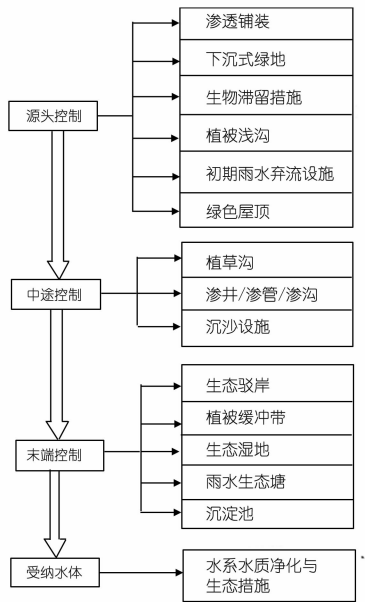 源头控制
渗透铺装
下沉式绿地
生物滞留措施
植被浅沟
初期雨水弃流设施
绿色屋顶
中途控制
植草沟
渗井/渗管/渗沟
沉沙设施
末端控制
生态驳岸
植被缓冲带
生态湿地
雨水生态塘
沉淀池
受纳水体
水系水质净化与
生态措施